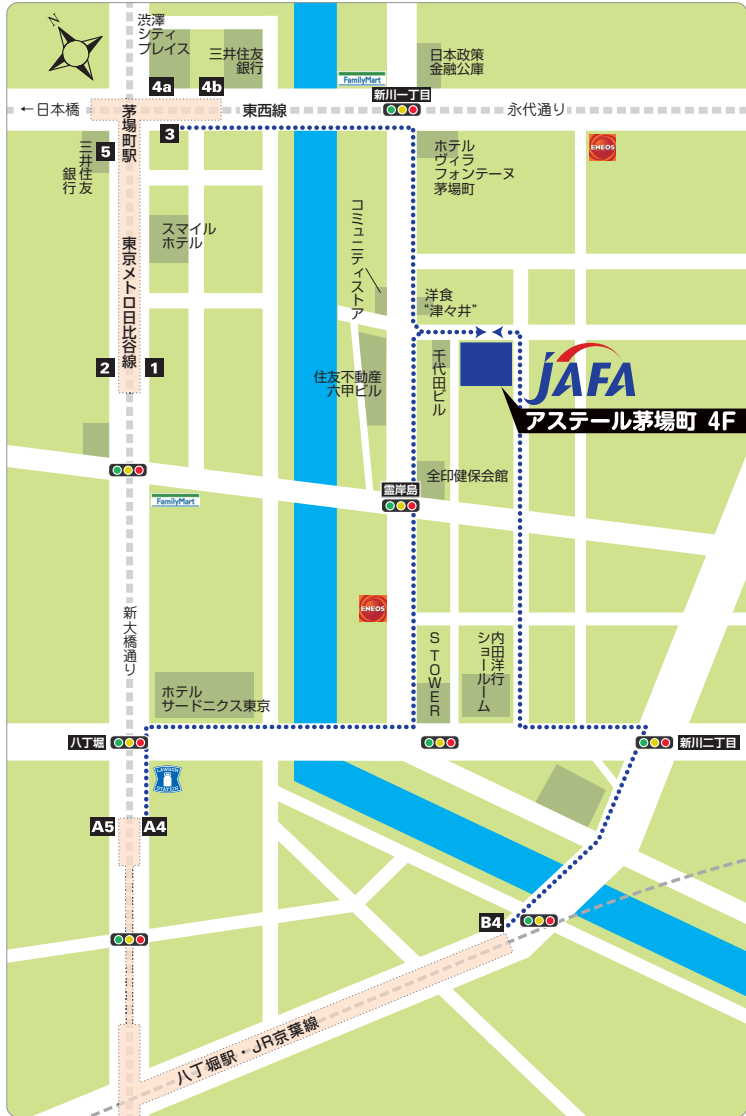 N
渋澤
シティ
プレイス
三井住友
銀行
4a
4b
FamilyMart
日本政策
金融公庫
新川一丁目
←日本橋
東西線
永代通り
茅場町駅
3
5
三井住友
銀行
ホテル
ヴィラ
フォンテーヌ
茅場町
ENEOS
スマイル
ホテル
コミュニティストア
東京メトロ日比谷線
洋食
“津々井”
2
1
住友不動産
六甲ビル
千代田ビル
JAFA
アステール茅場町 4F
全印健保会館
霊岸島
FamilyMart
ENEOS
新大橋通り
S TOWER
内田洋行
ショールーム
ホテル
サードニクス東京
八丁堀
新川二丁目
LAWSON
STATION
A5
A4
B4
八丁堀駅・JR京葉線